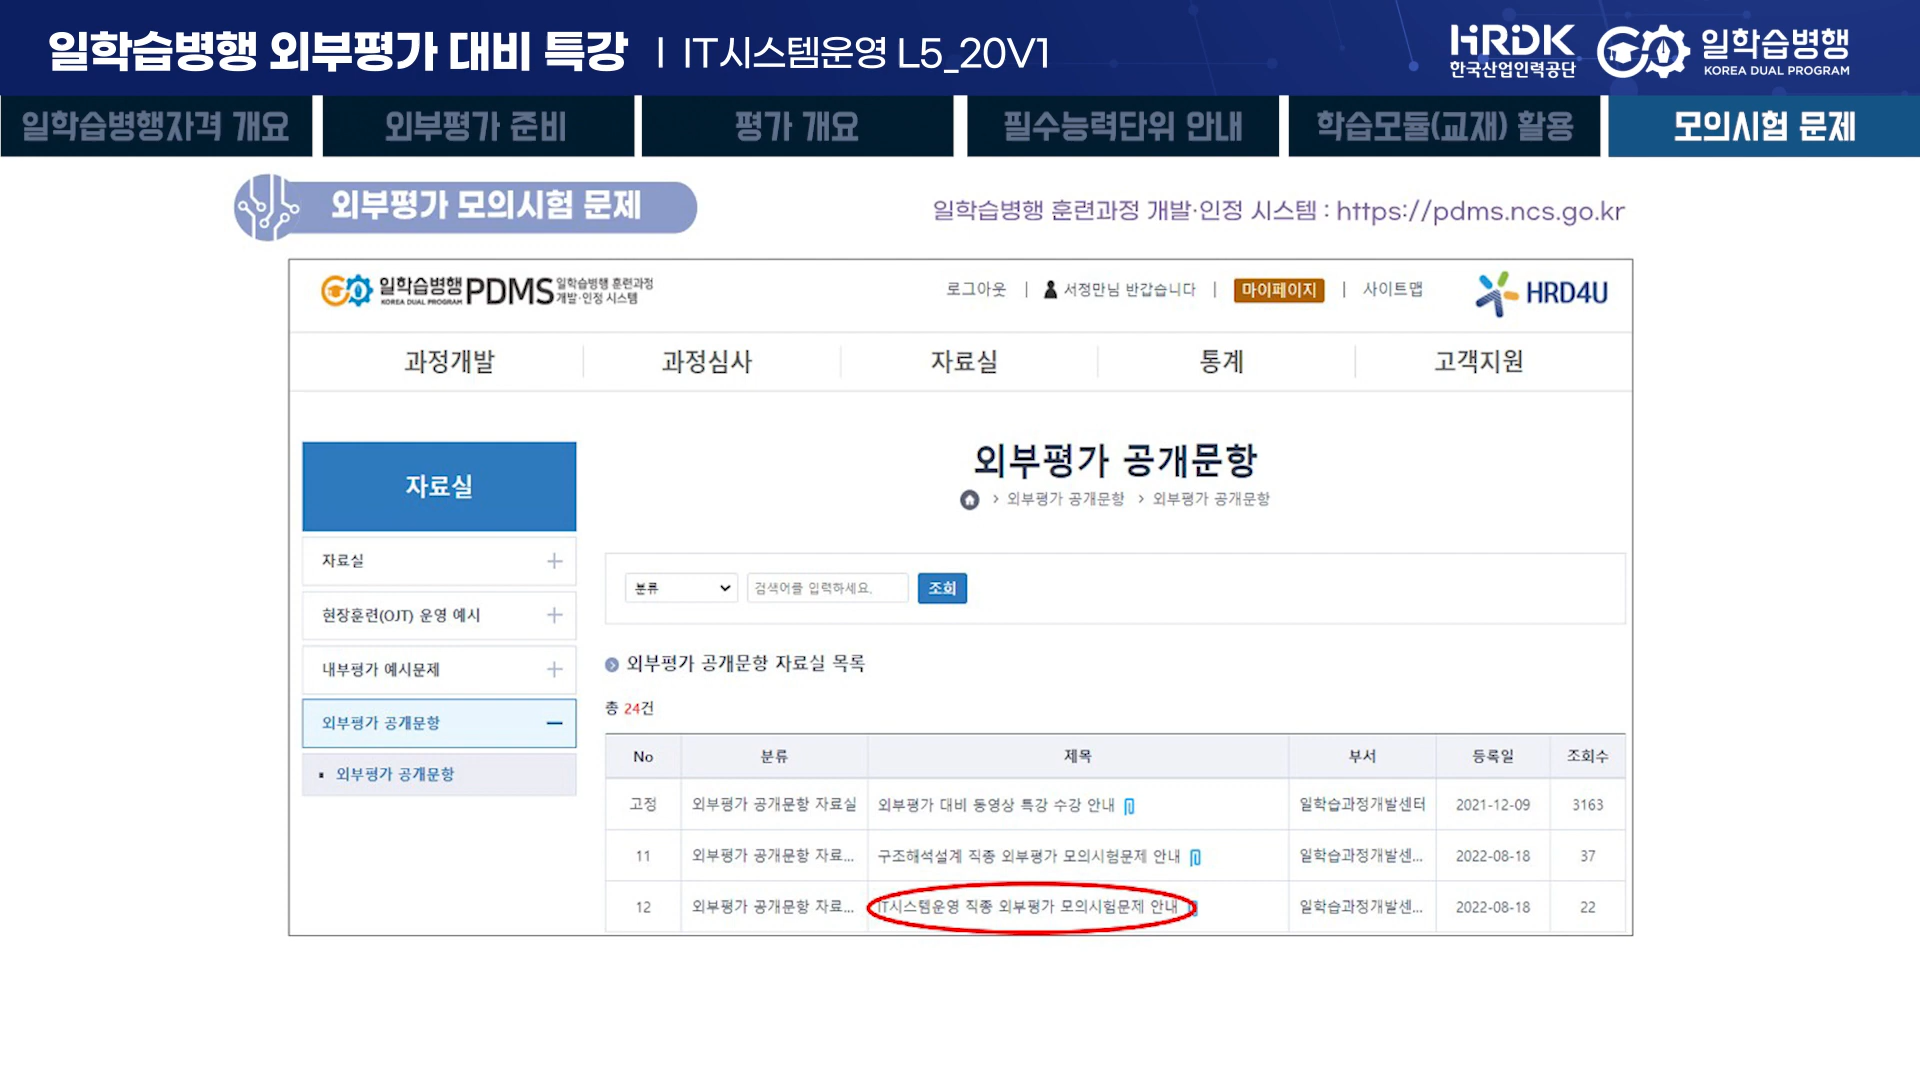 일학습병행 외부평가 대비 특강 | IT시스템운영 L5_20V1
HRDK 한국산업인력공단
일학습병행 KOREA DUAL PROGRAM
일학습병행자격 개요
외부평가 준비
평가 개요
필수능력단위 안내
학습모듈(교재) 활용
모의시험 문제
외부평가 모의시험 문제
일학습병행 훈련과정 개발·인정 시스템 : https://pdms.ncs.go.kr
일학습병행 KOREA DUAL PROGRAM PDMS 일학습병행 훈련과정 개발·인정 시스템
로그아웃 | 서정만님 반갑습니다 | 마이페이지 | 사이트맵
HRD4U
과정개발 과정심사 자료실 통계 고객지원
자료실
자료실
현장훈련(OJT) 운영 예시
내부평가 예시문제
외부평가 공개문항
외부평가 공개문항
외부평가 공개문항
> 외부평가 공개문항 > 외부평가 공개문항
분류 검색어를 입력하세요. 조회
외부평가 공개문항 자료실 목록
총 24건
No 분류 제목 부서 등록일 조회수
고정 외부평가 공개문항 자료실 외부평가 대비 동영상 특강 수강 안내 일학습과정개발센터 2021-12-09 3163
11 외부평가 공개문항 자료... 구조해석설계 직종 외부평가 모의시험문제 안내 일학습과정개발센... 2022-08-18 37
12 외부평가 공개문항 자료... IT시스템운영 직종 외부평가 모의시험문제 안내 일학습과정개발센... 2022-08-18 22